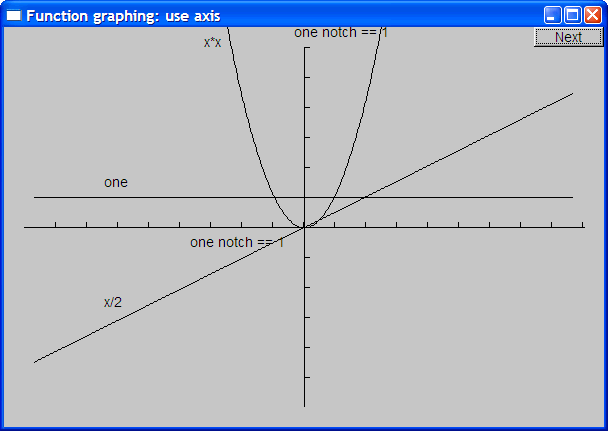 Function graphing: use axis
one notch == 1
Next
x*x
one
one notch == 1
x/2